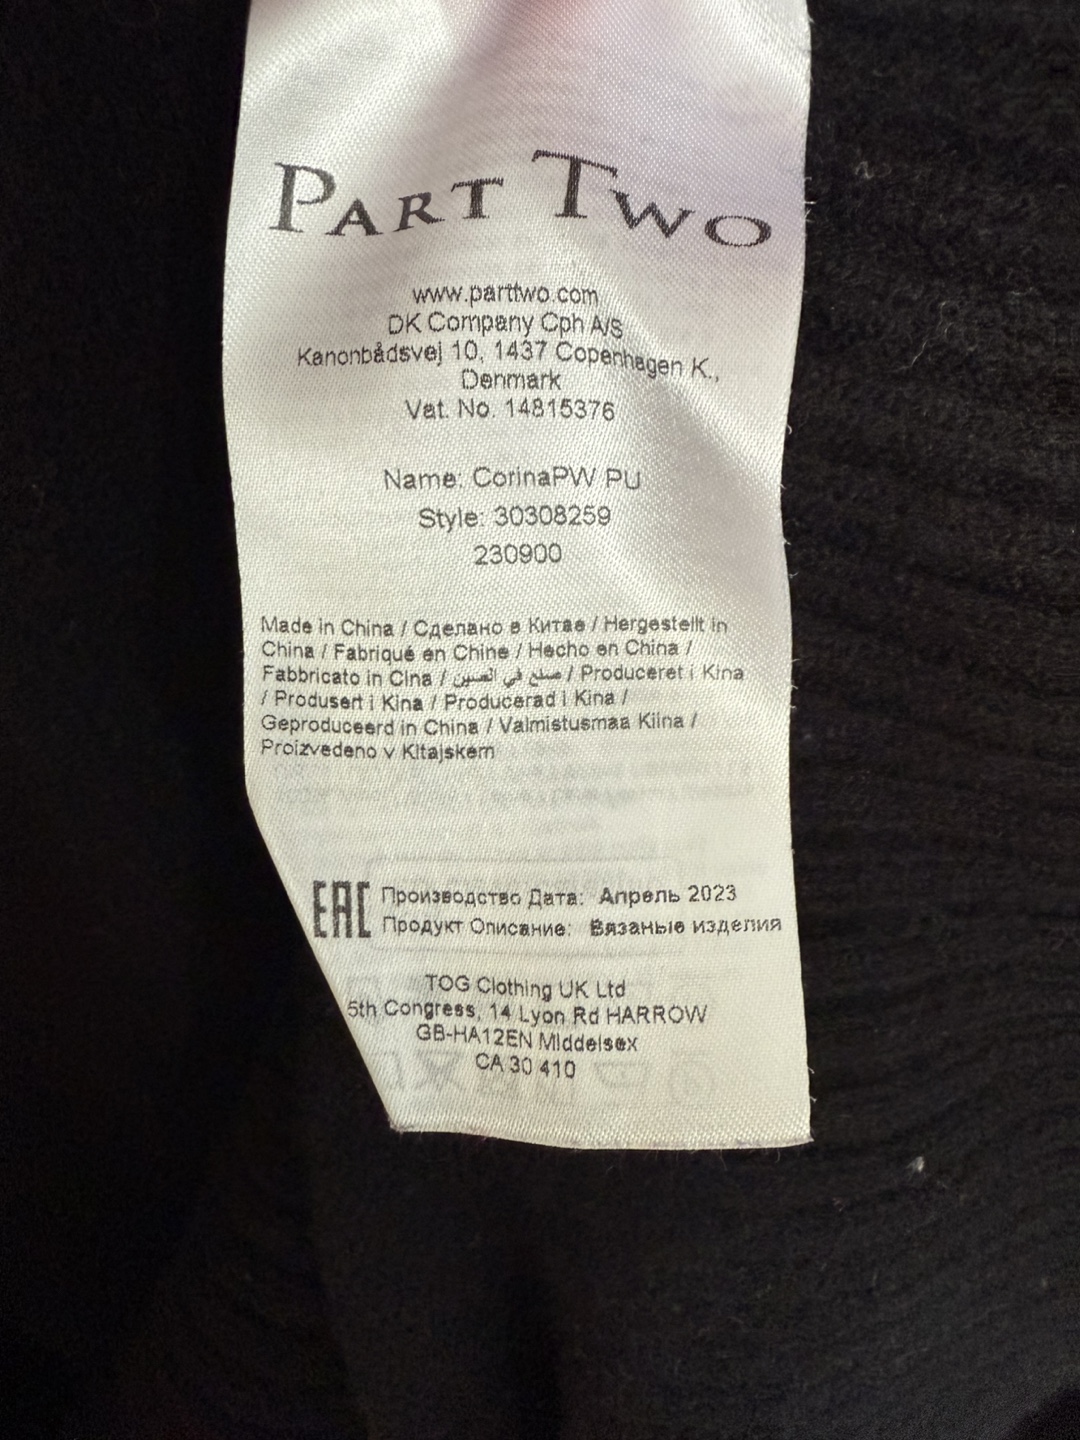 PART TWO
www.parttwo.com
DK Company Cph A/S
Kanonbådsvej 10, 1437 Copenhagen K.,
Denmark
Vat. No. 14815376
Name: CorinaPW PU
Style: 30308259
230900
Made in China / Сделано в Китае / Hergestellt in
China / Fabriqué en Chine / Hecho en China /
Fabbricato in Cina / صنع في الصين / Produceret i Kina
/ Produsert i Kina / Producerad i Kina /
Geproduceerd in China / Valmistusmaa Kiina /
Proizvedeno v Kitajskem
EAC Производство Дата: Апрель 2023
Продукт Описание: Вязаные изделия
TOG Clothing UK Ltd
5th Congress, 14 Lyon Rd HARROW
GB-HA12EN Middelsex
CA 30 410